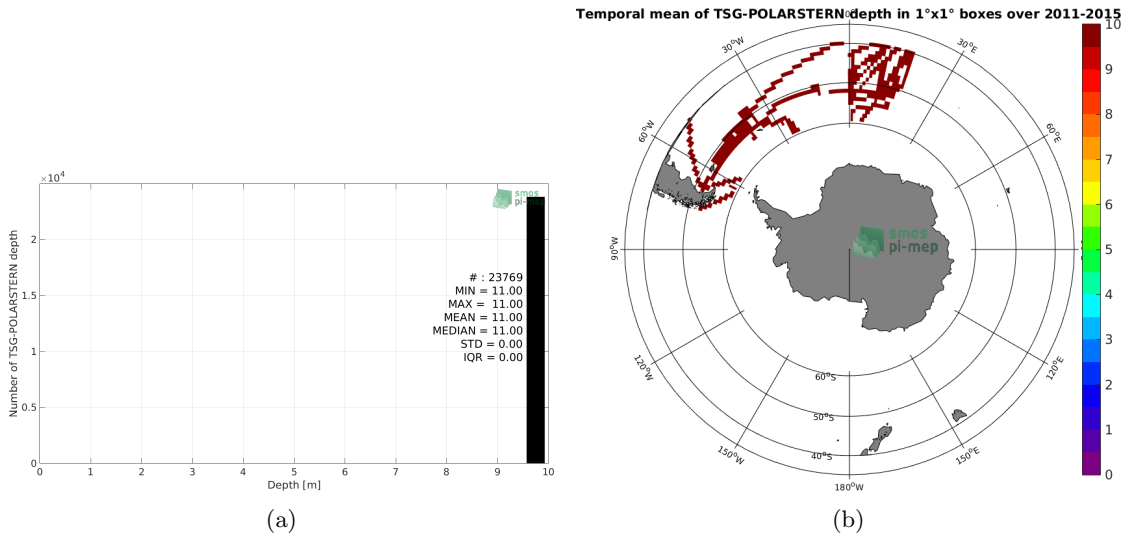 Temporal mean of TSG-POLARSTERN depth in 1°x1° boxes over 2011-2015
×10⁴
Number of TSG-POLARSTERN depth
2
1.5
1
0.5
0
smos
pi-mep
# : 23769
MIN = 11.00
MAX = 11.00
MEAN = 11.00
MEDIAN = 11.00
STD = 0.00
IQR = 0.00
0 1 2 3 4 5 6 7 8 9 10
Depth [m]
(a)
30°W
30°E
60°W
60°E
90°W
120°W
120°E
150°W
150°E
180°W
60°S
50°S
40°S
smos
pi-mep
10
9
8
7
6
5
4
3
2
1
0
(b)